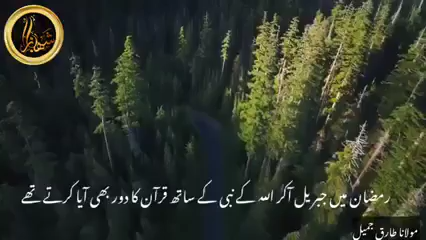 رمضان میں جبریل آکر اللہ کے نبی کے ساتھ قرآن کا دور بھی آیا کرتے تھے
مولانا طارق جمیل